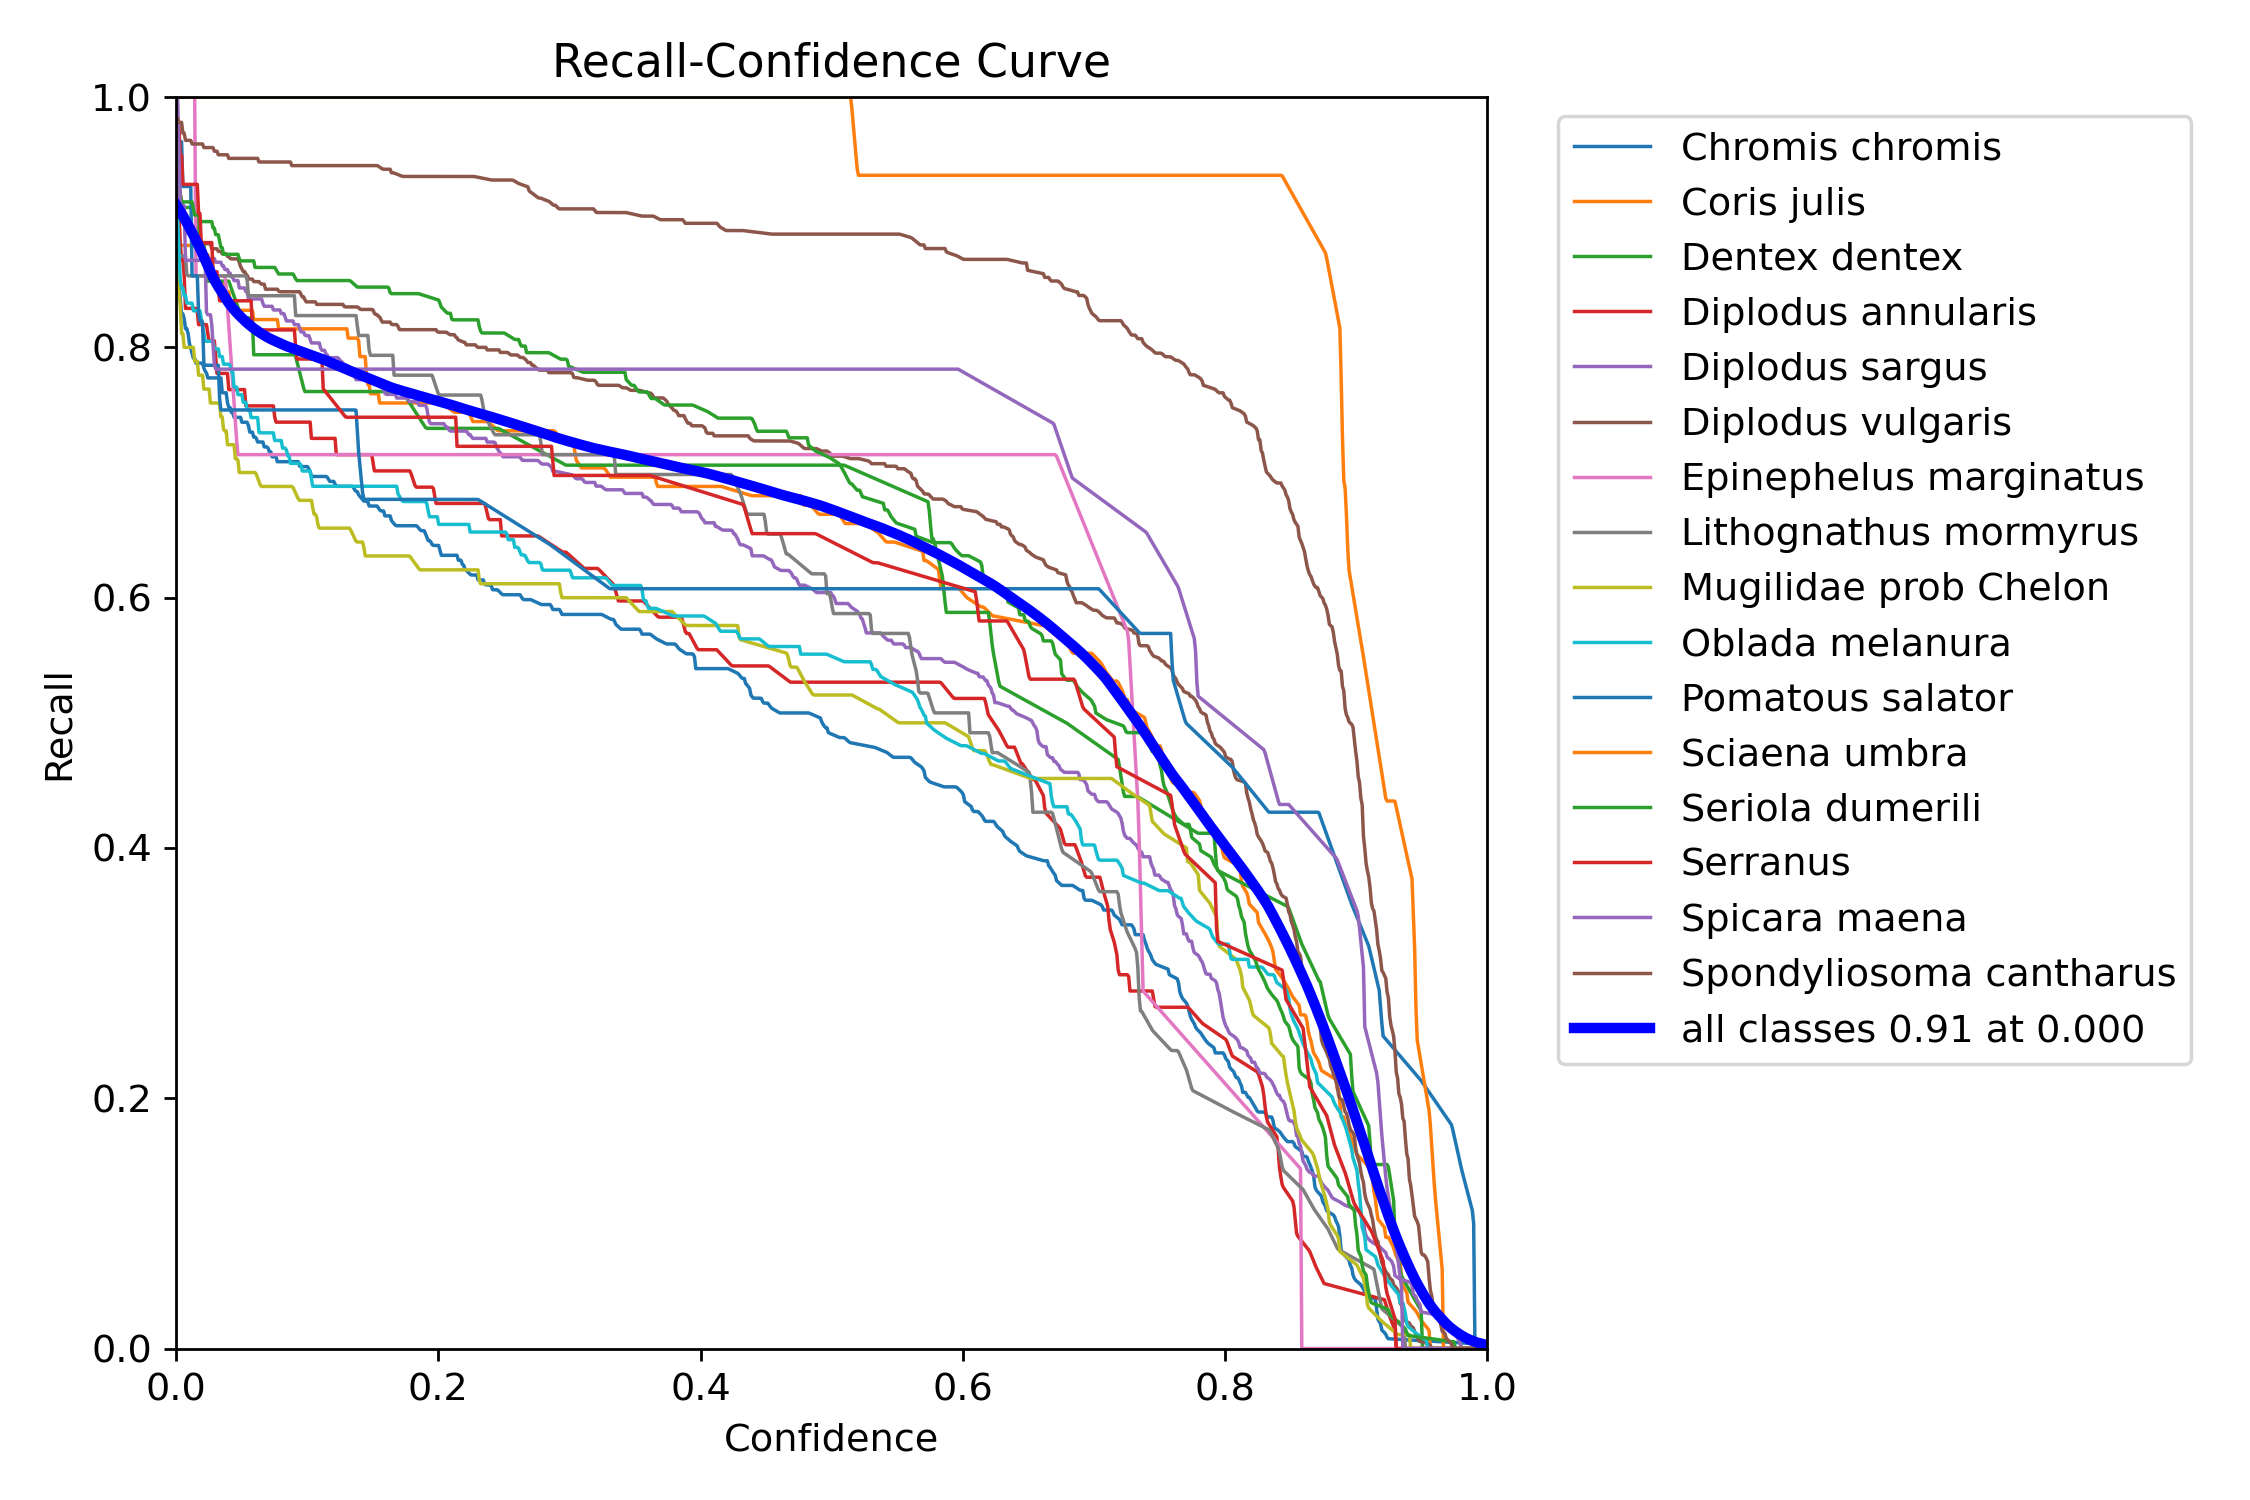 Recall-Confidence Curve
1.0
0.8
0.6
0.4
0.2
0.0
Recall
0.0 0.2 0.4 0.6 0.8 1.0
Confidence
Chromis chromis
Coris julis
Dentex dentex
Diplodus annularis
Diplodus sargus
Diplodus vulgaris
Epinephelus marginatus
Lithognathus mormyrus
Mugilidae prob Chelon
Oblada melanura
Pomatous salator
Sciaena umbra
Seriola dumerili
Serranus
Spicara maena
Spondyliosoma cantharus
all classes 0.91 at 0.000